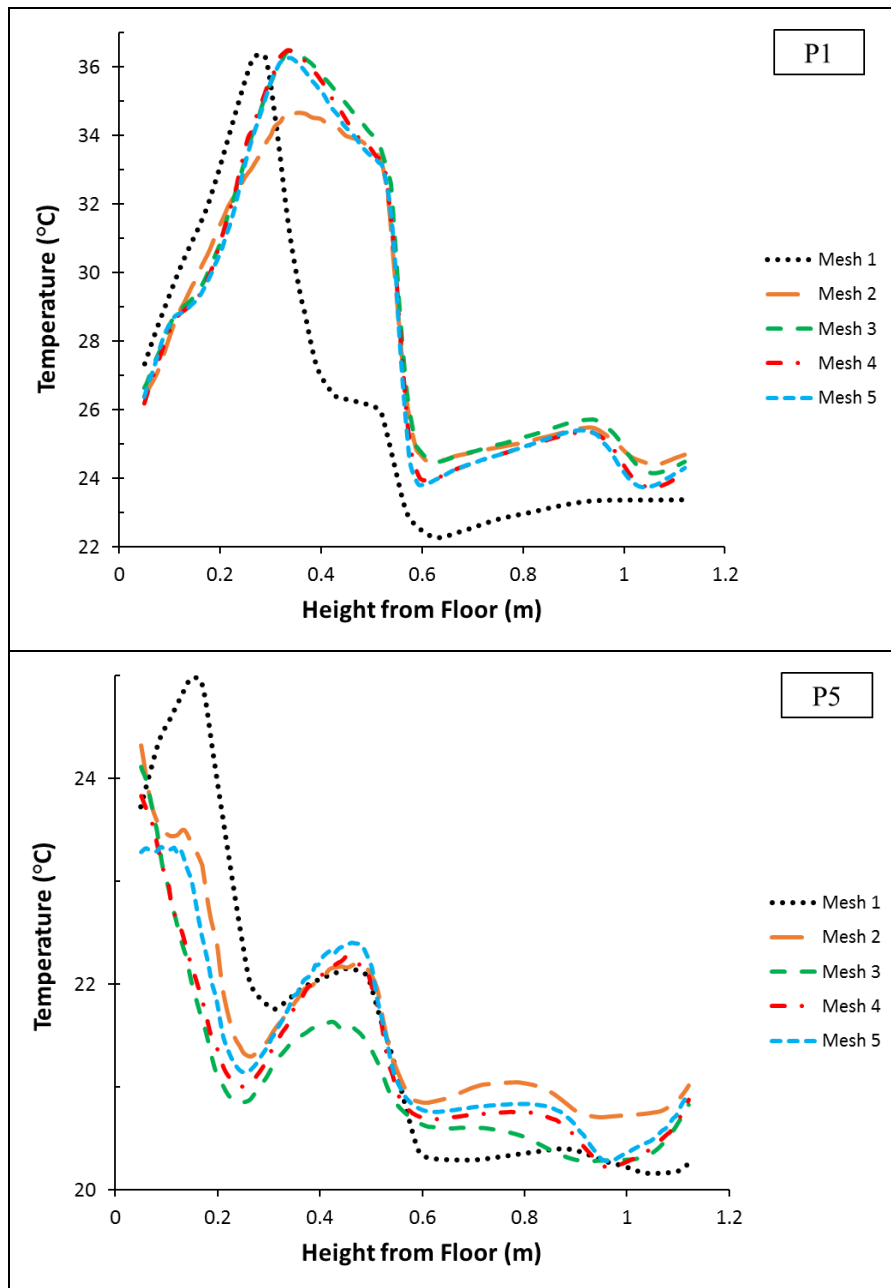 P1
36
34
32
30
28
26
24
22
Temperature (°C)
0
0.2
0.4
0.6
0.8
1
1.2
Height from Floor (m)
Mesh 1
Mesh 2
Mesh 3
Mesh 4
Mesh 5
P5
24
22
20
Temperature (°C)
0
0.2
0.4
0.6
0.8
1
1.2
Height from Floor (m)
Mesh 1
Mesh 2
Mesh 3
Mesh 4
Mesh 5